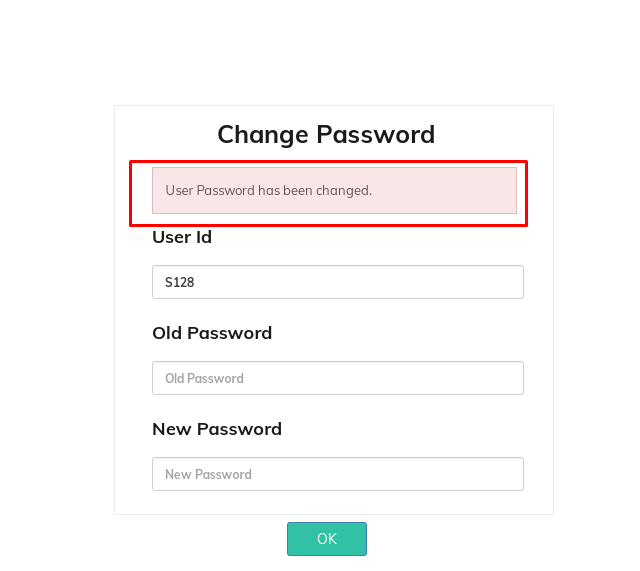 Change Password
User Password has been changed.
User Id
S128
Old Password
Old Password
New Password
New Password
OK